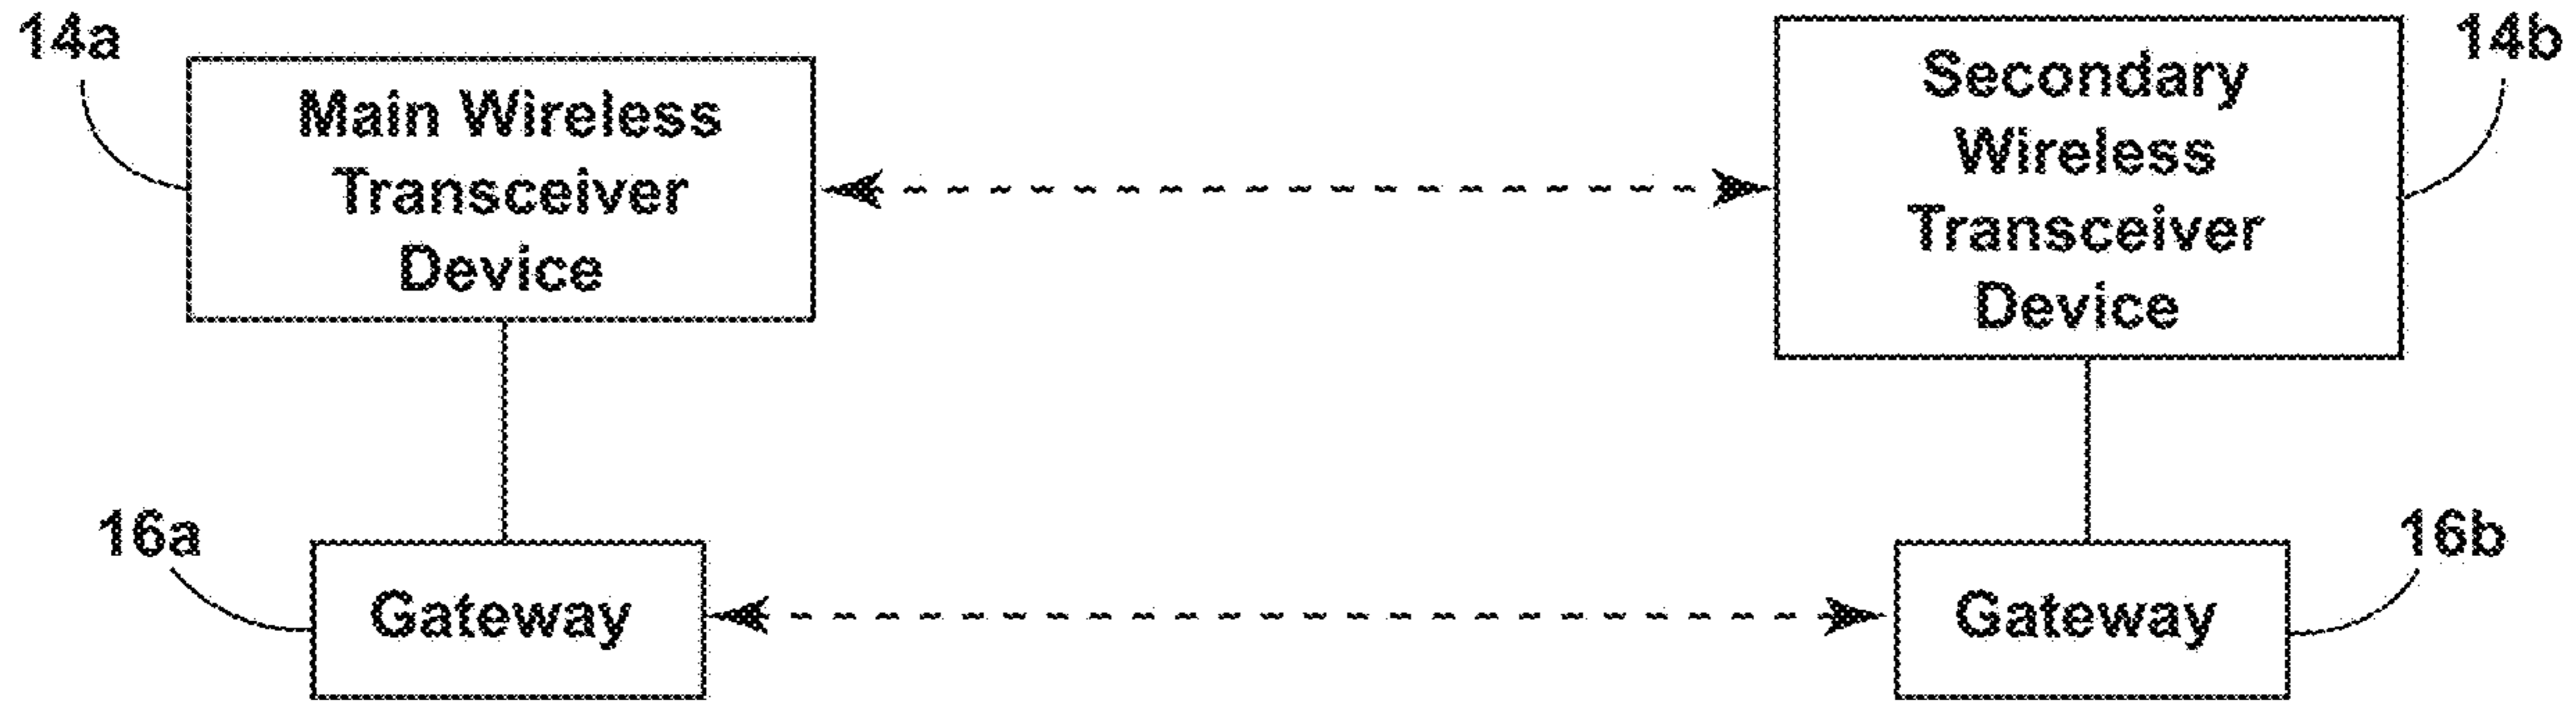 14a
Main Wireless
Transceiver
Device
Secondary
Wireless
Transceiver
Device
14b
16a
Gateway
Gateway
16b